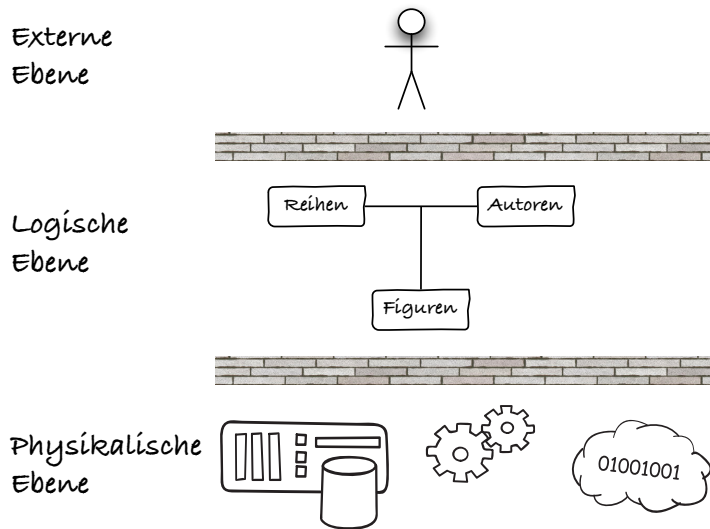 Externe
Ebene
Logische
Ebene
Reihen
Autoren
Figuren
Physikalische
Ebene
01001001